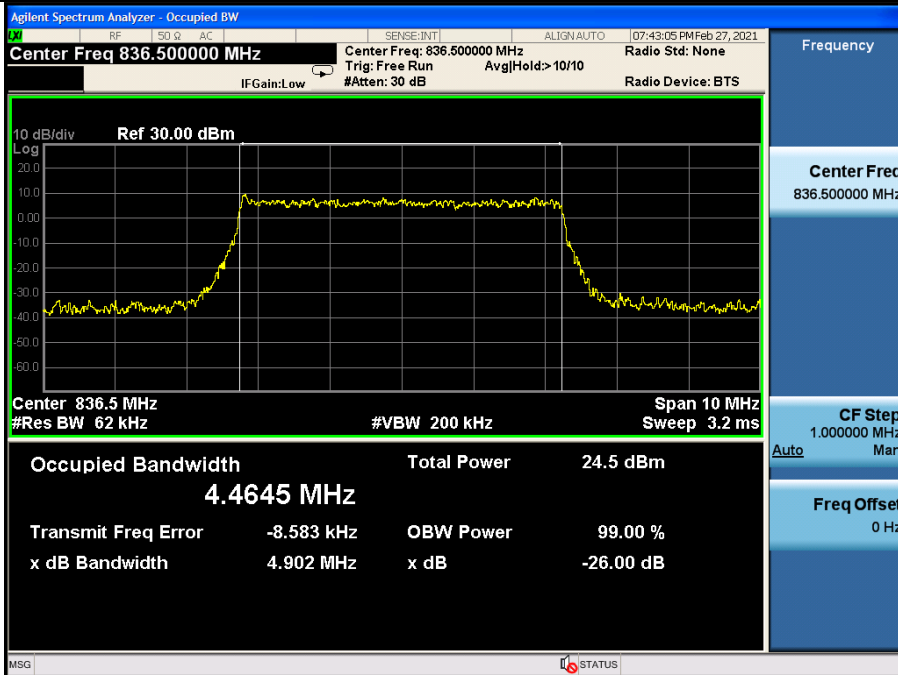 Agilent Spectrum Analyzer - Occupied BW
LXI RF 50 Ω AC SENSE:INT ALIGN AUTO 07:43:05 PM Feb 27, 2021
Center Freq 836.500000 MHz
Center Freq: 836.500000 MHz
Radio Std: None
Trig: Free Run Avg|Hold:>10/10
IFGain:Low
#Atten: 30 dB
Radio Device: BTS
10 dB/div Ref 30.00 dBm
Log
20.0
10.0
0.00
-10.0
-20.0
-30.0
-40.0
-50.0
-60.0
Center 836.5 MHz Span 10 MHz
#Res BW 62 kHz #VBW 200 kHz Sweep 3.2 ms
Occupied Bandwidth Total Power 24.5 dBm
4.4645 MHz
Transmit Freq Error -8.583 kHz OBW Power 99.00 %
x dB Bandwidth 4.902 MHz x dB -26.00 dB
MSG STATUS
Frequency
Center Freq
836.500000 MHz
CF Step
1.000000 MHz
Auto Man
Freq Offset
0 Hz